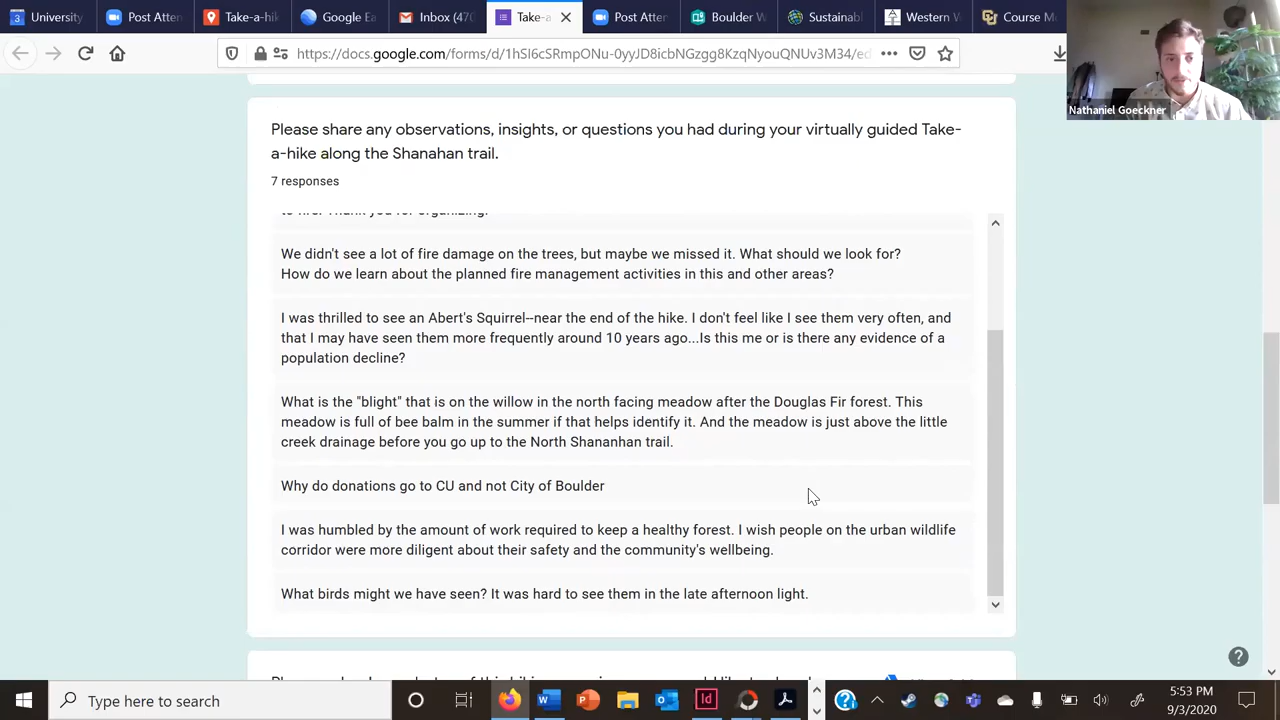 University
Post Atten
Take-a-hik
Google Ea
Inbox (470
Take-a
Post Atter
Boulder W
Sustainabl
Western W
Course M
https://docs.google.com/forms/d/1hSl6cSRmpONu-0yyJD8icbNGzgg8KzqNyouQNUv3M34/ed
Nathaniel Goeckner
Please share any observations, insights, or questions you had during your virtually guided Take-
a-hike along the Shanahan trail.
7 responses
to fire. Thank you for organizing.
We didn't see a lot of fire damage on the trees, but maybe we missed it. What should we look for?
How do we learn about the planned fire management activities in this and other areas?
I was thrilled to see an Abert's Squirrel--near the end of the hike. I don't feel like I see them very often, and
that I may have seen them more frequently around 10 years ago...Is this me or is there any evidence of a
population decline?
What is the "blight" that is on the willow in the north facing meadow after the Douglas Fir forest. This
meadow is full of bee balm in the summer if that helps identify it. And the meadow is just above the little
creek drainage before you go up to the North Shananhan trail.
Why do donations go to CU and not City of Boulder
I was humbled by the amount of work required to keep a healthy forest. I wish people on the urban wildlife
corridor were more diligent about their safety and the community's wellbeing.
What birds might we have seen? It was hard to see them in the late afternoon light.
Type here to search
5:53 PM
9/3/2020